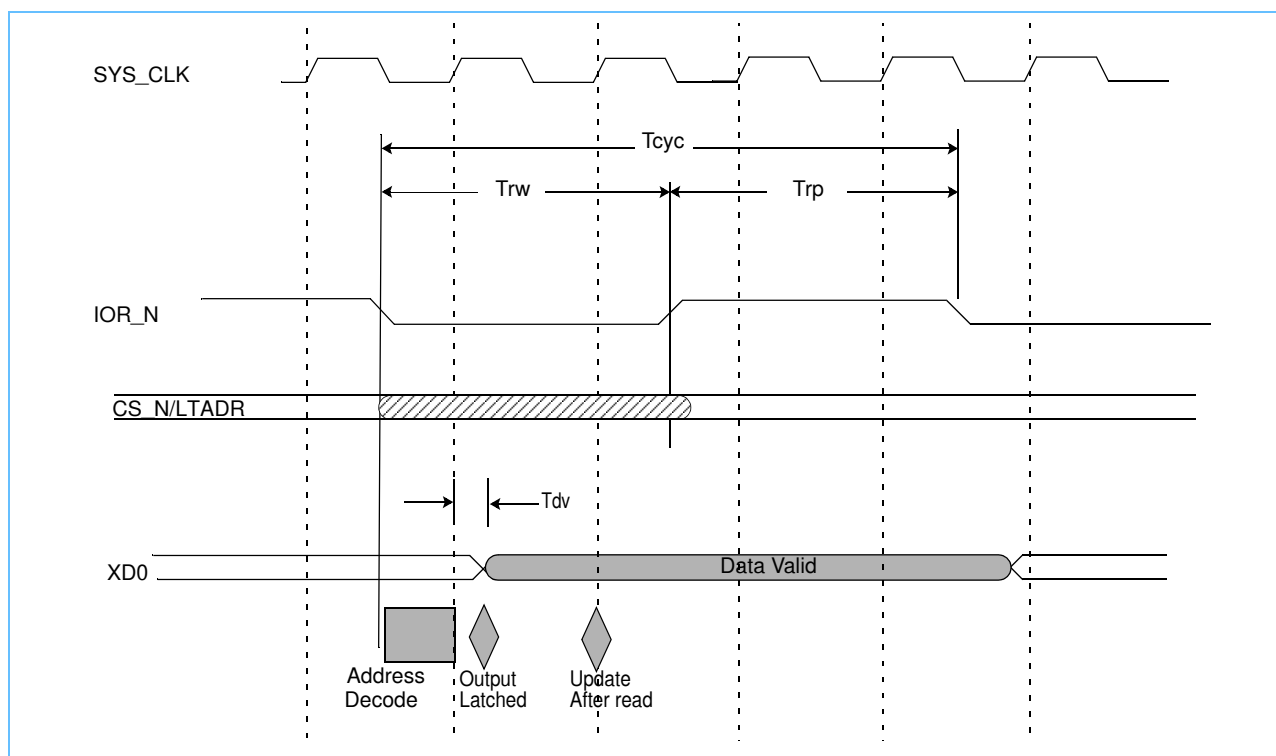 SYS_CLK
Tcyc
Trw
Trp
IOR_N
CS_N/LTADR
Tdv
XD0
Data Valid
Address
Decode
Output
Latched
Update
After read